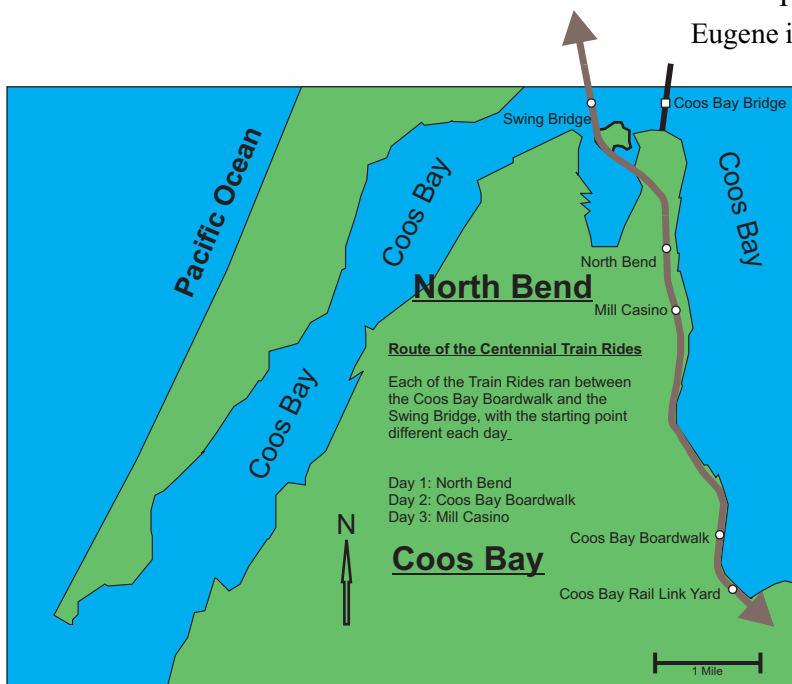 Eugene i
Swing Bridge
Coos Bay Bridge
Pacific Ocean
Coos Bay
Coos Bay
North Bend
North Bend
Mill Casino
Route of the Centennial Train Rides
Each of the Train Rides ran between
the Coos Bay Boardwalk and the
Swing Bridge, with the starting point
different each day_
Coos Bay
Day 1: North Bend
Day 2: Coos Bay Boardwalk
Day 3: Mill Casino
N
Coos Bay Boardwalk
Coos Bay
Coos Bay Rail Link Yard
1 Mile